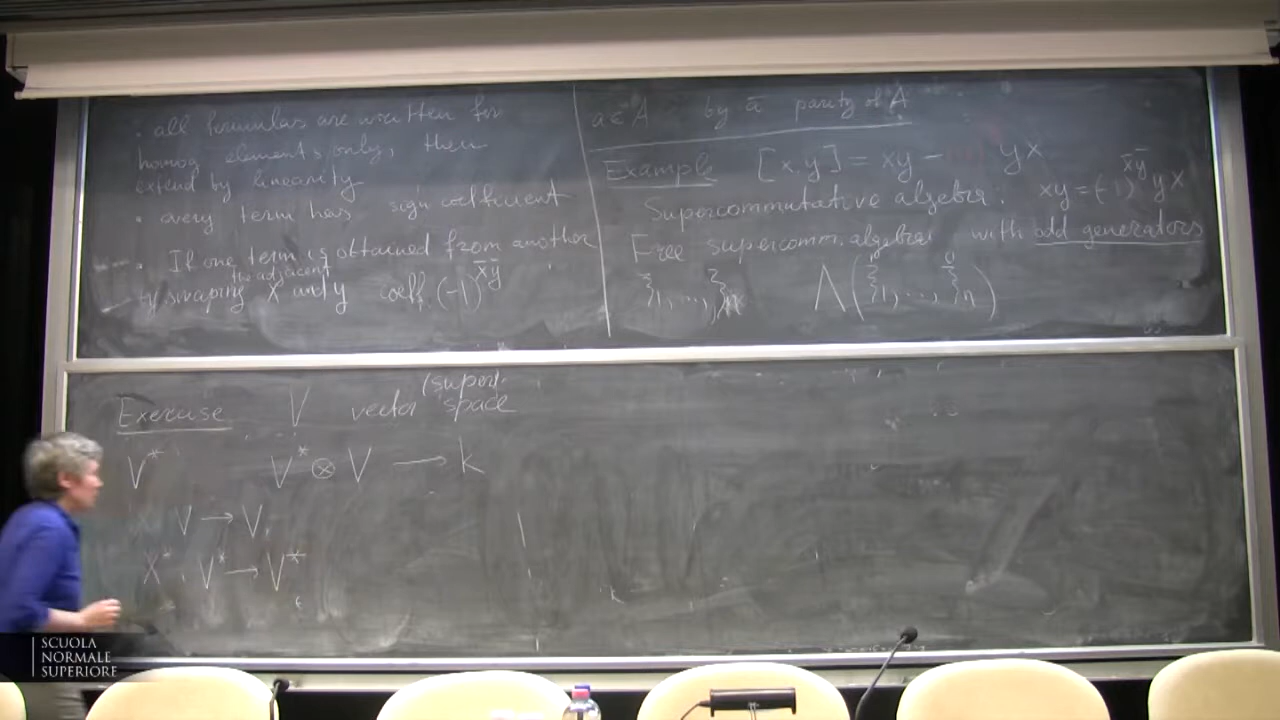 · all formulas are written for
homog elements only, then
extend by linearity
· every term has sign coefficient
· If one term is obtained from another
the adjacent
by swaping x and y coeff. (-1)^{x̄ȳ}
a ∈ A by ā parity of A
Example [x,y] = xy - yx
Supercommutative algebra: xy = (-1)^{x̄ȳ} yx
Free supercomm. algebra with odd generators
ξ₁, ..., ξₙ Λ(ξ₁, ..., ξₙ)
Exercise V vector (super) space
V* V* ⊗ V → k
V → V,
X* V* → V*
SCUOLA
NORMALE
SUPERIORE